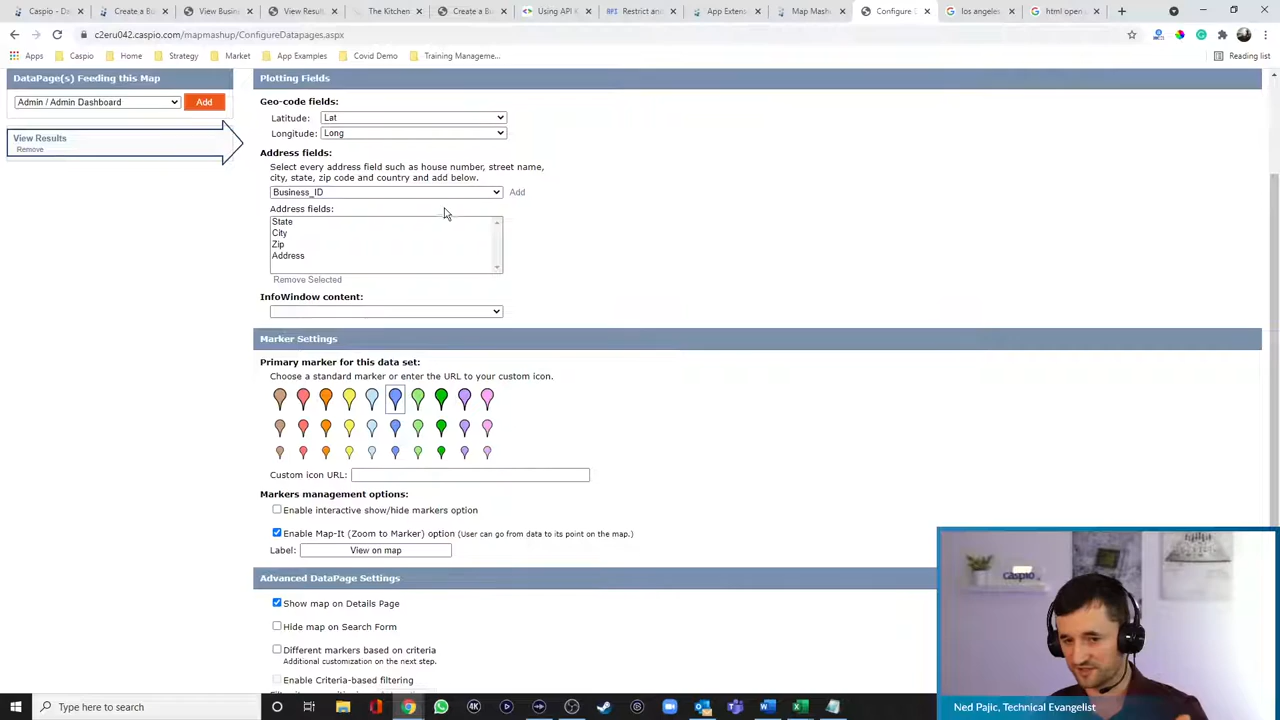 Caspio - D
Create a Bu
View Busin
View Result
The Kitchen
Create a Bu
Using API K
Restrict an
App Extens
Map Mash
Configure D
los angeles
html open l
c2eru042.caspio.com/mapmashup/ConfigureDatapages.aspx
Apps
Caspio
Home
Strategy
Market
App Examples
Covid Demo
Training Manageme...
Reading list
DataPage(s) Feeding this Map
Admin / Admin Dashboard
Add
View Results
Remove
Plotting Fields
Geo-code fields:
Latitude: Lat
Longitude: Long
Address fields:
Select every address field such as house number, street name,
city, state, zip code and country and add below.
Business_ID
Add
Address fields:
State
City
Zip
Address
Remove Selected
InfoWindow content:
Marker Settings
Primary marker for this data set:
Choose a standard marker or enter the URL to your custom icon.
Custom icon URL:
Markers management options:
Enable interactive show/hide markers option
Enable Map-It (Zoom to Marker) option (User can go from data to its point on the map.)
Label: View on map
Advanced DataPage Settings
Show map on Details Page
Hide map on Search Form
Different markers based on criteria
Additional customization on the next step.
Enable Criteria-based filtering
caspio
Type here to search
Ned Pajic, Technical Evangelist